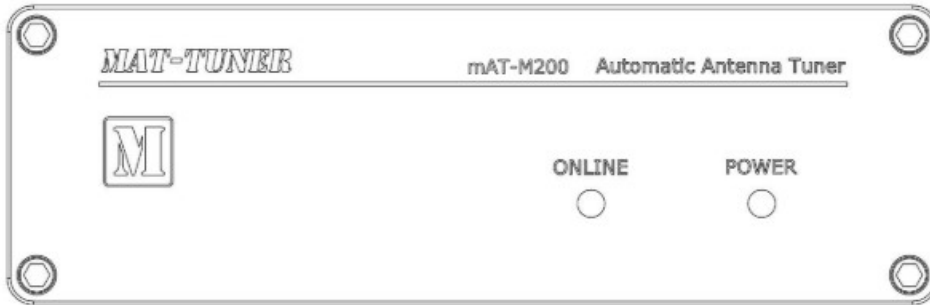 MAT-TUNER mAT-M200 Automatic Antenna Tuner
M
ONLINE POWER